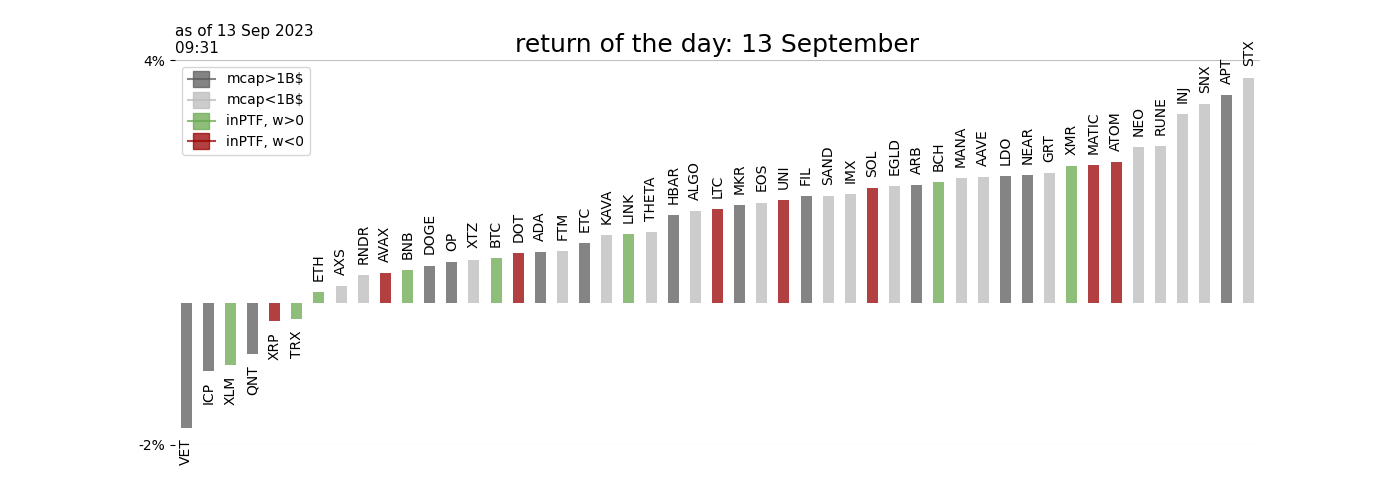 as of 13 Sep 2023
09:31
return of the day: 13 September
4%
mcap>1B$
mcap<1B$
inPTF, w>0
inPTF, w<0
-2%
VET
ICP
XLM
QNT
XRP
TRX
ETH
AXS
RNDR
AVAX
BNB
DOGE
OP
XTZ
BTC
DOT
ADA
FTM
ETC
KAVA
LINK
THETA
HBAR
ALGO
LTC
MKR
EOS
UNI
FIL
SAND
IMX
SOL
EGLD
ARB
BCH
MANA
AAVE
LDO
NEAR
GRT
XMR
MATIC
ATOM
NEO
RUNE
INJ
SNX
APT
STX